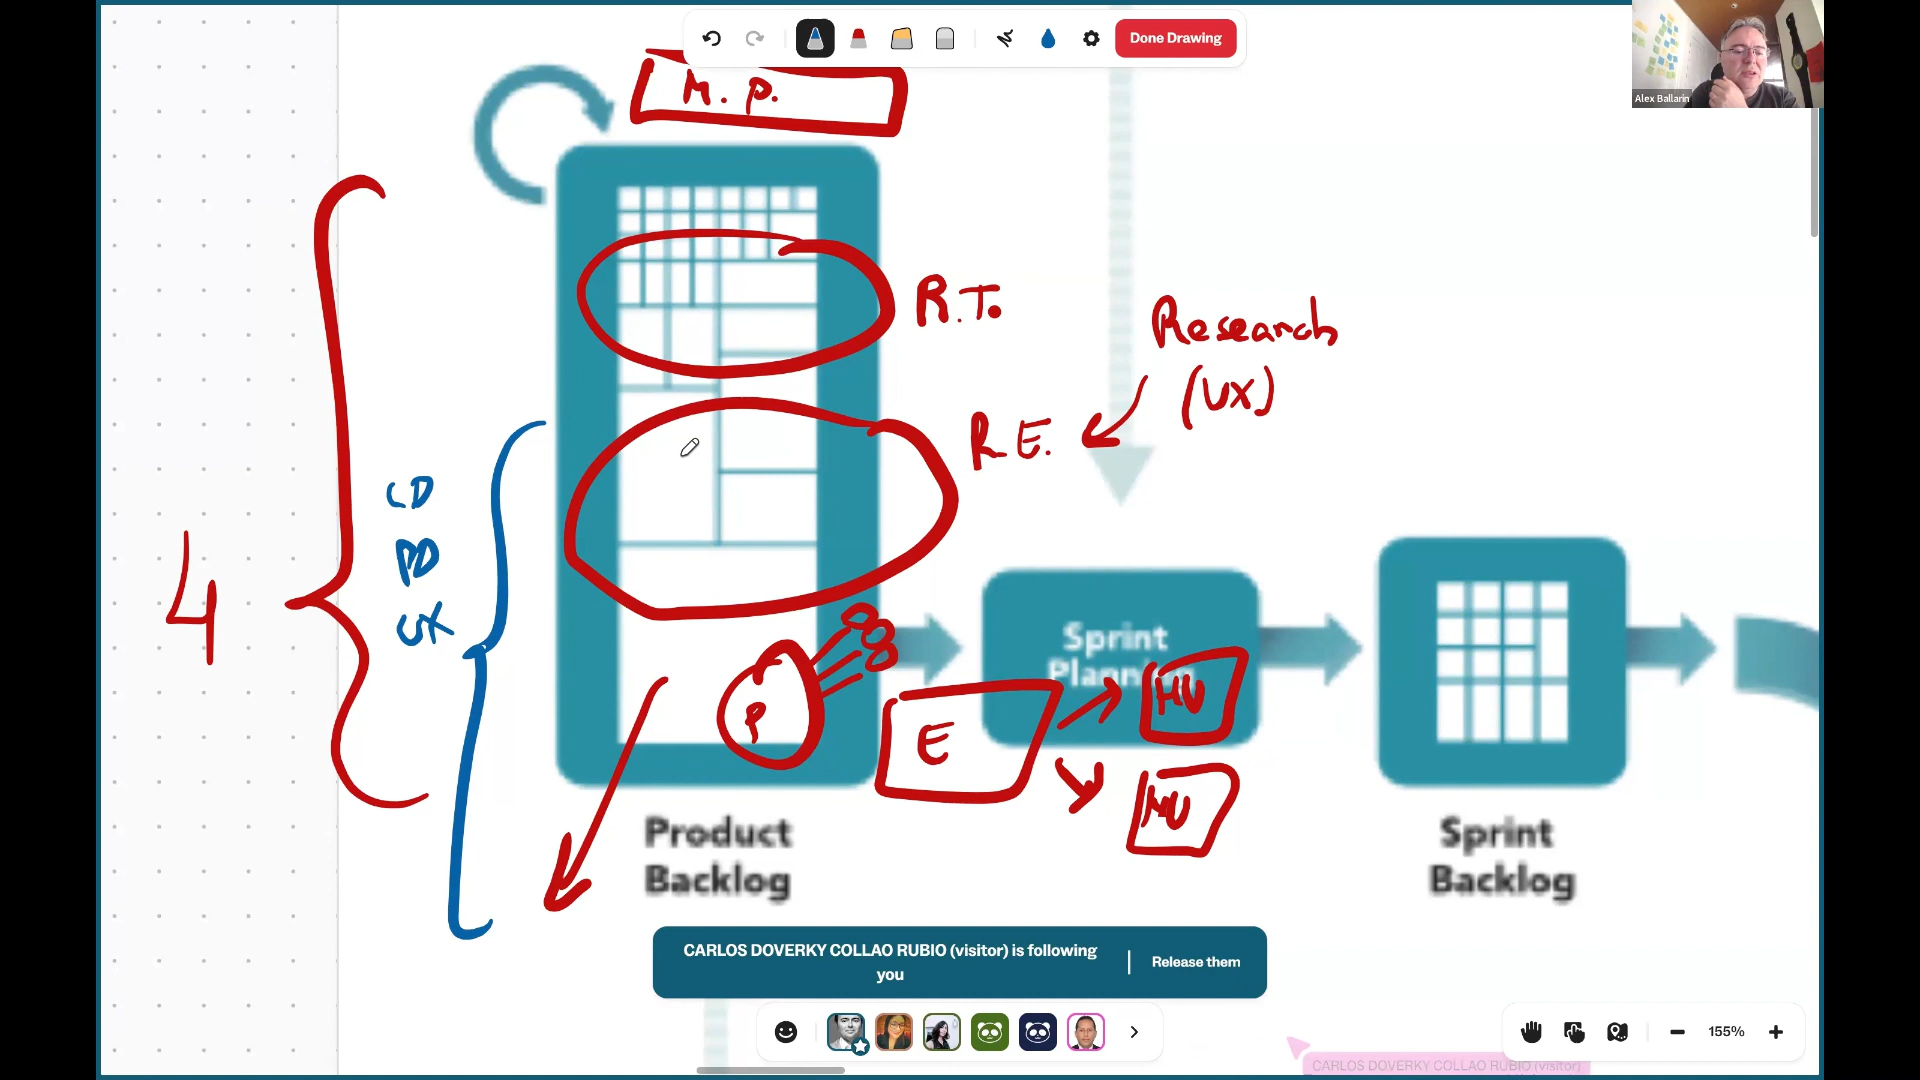 Done Drawing
Alex Ballarin
M. P.
R.T.
Research
(UX)
R.E.
CD
PD
UX
4
Sprint
Planning
P
E
HU
HU
Product
Backlog
Sprint
Backlog
CARLOS DOVERKY COLLAO RUBIO (visitor) is following
you
Release them
155%
CARLOS DOVERKY COLLAO RUBIO (visitor)